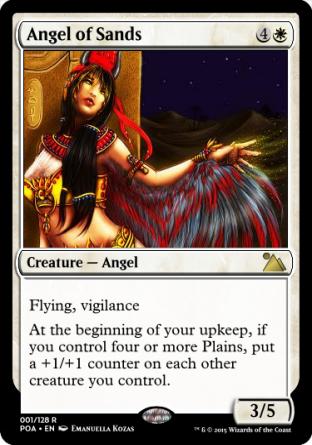 Angel of Sands 4
Creature — Angel
Flying, vigilance
At the beginning of your upkeep, if
you control four or more Plains, put
a +1/+1 counter on each other
creature you control.
001/128 R
POA • EN Emanuella Kozas
™ & © 2015 Wizards of the Coast
3/5